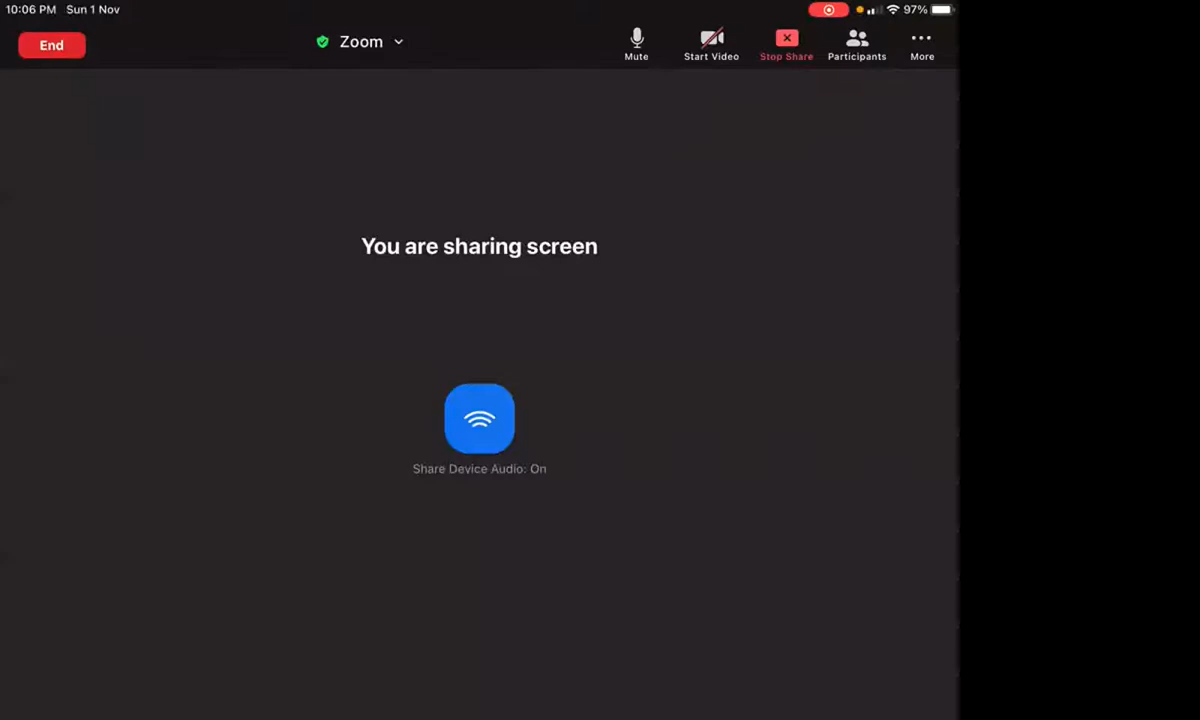 10:06 PM Sun 1 Nov
97%
End
Zoom
Mute
Start Video
Stop Share
Participants
More
You are sharing screen
Share Device Audio: On